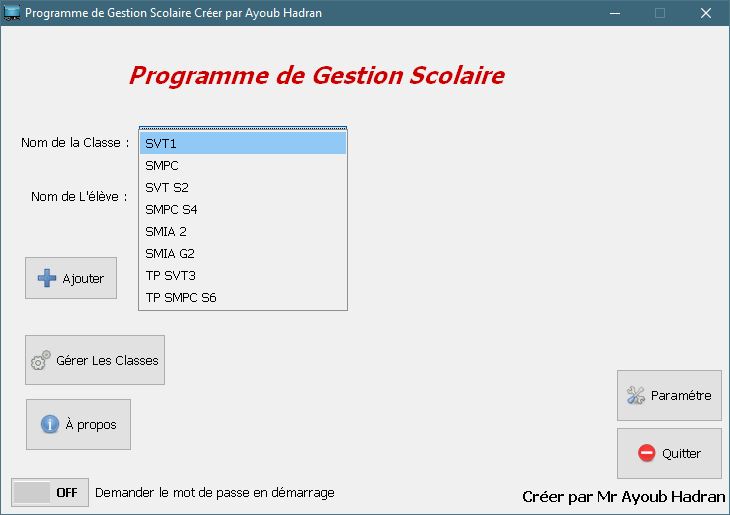 Programme de Gestion Scolaire Créer par Ayoub Hadran
Programme de Gestion Scolaire
Nom de la Classe :
SVT1
SMPC
SVT S2
SMPC S4
SMIA 2
SMIA G2
TP SVT3
TP SMPC S6
Nom de L'élève :
Ajouter
Gérer Les Classes
À propos
Paramétre
Quitter
OFF
Demander le mot de passe en démarrage
Créer par Mr Ayoub Hadran